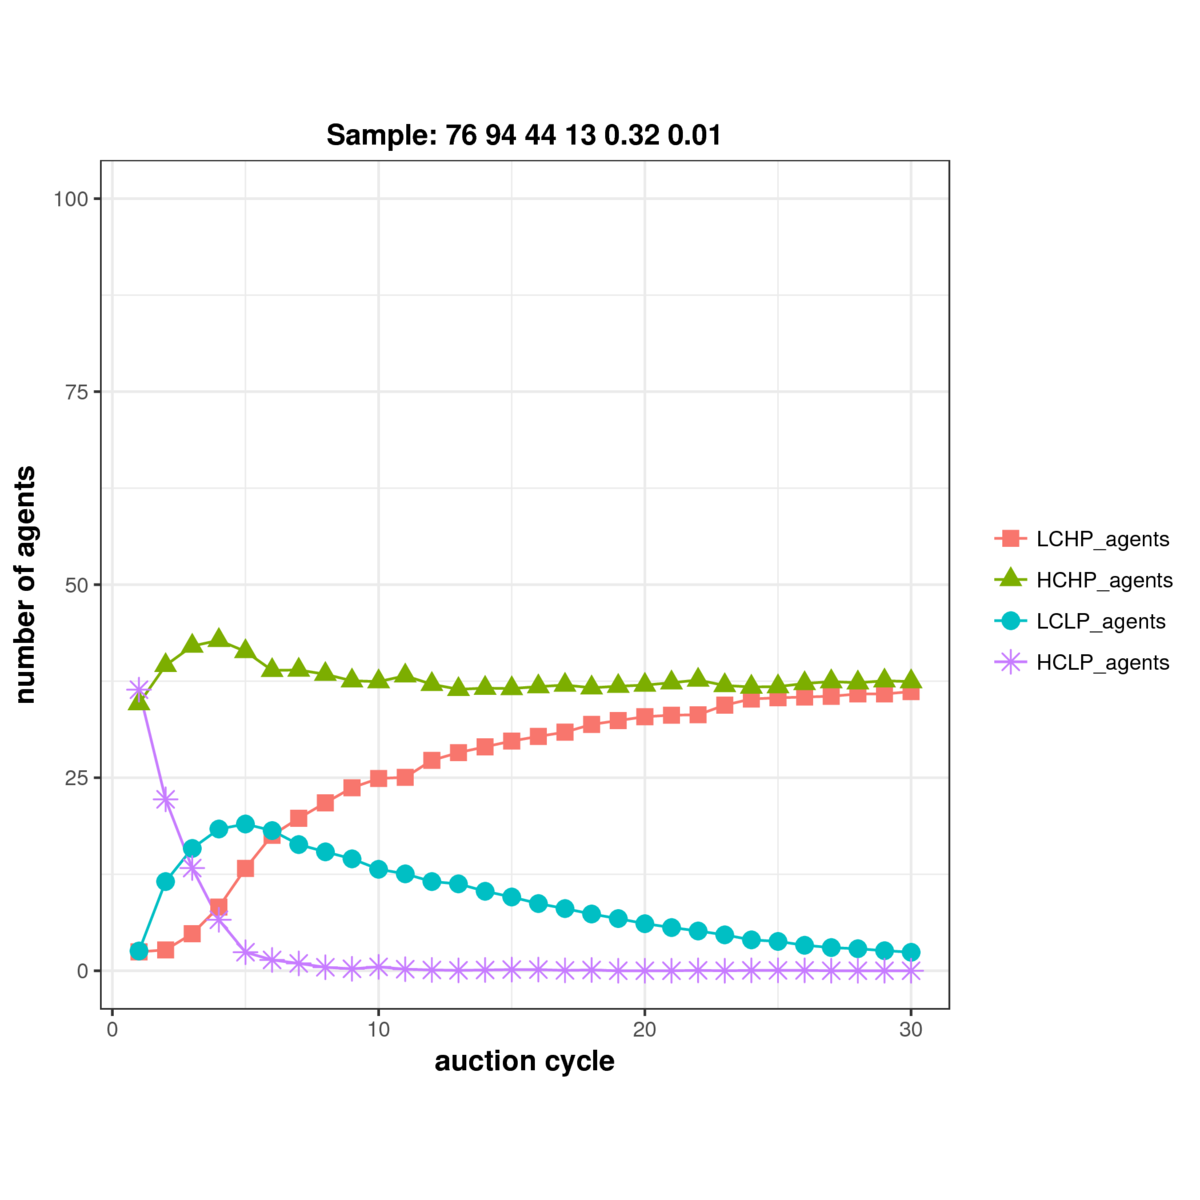 Sample: 76 94 44 13 0.32 0.01
100
75
50
25
0
number of agents
0 10 20 30
auction cycle
LCHP_agents
HCHP_agents
LCLP_agents
HCLP_agents